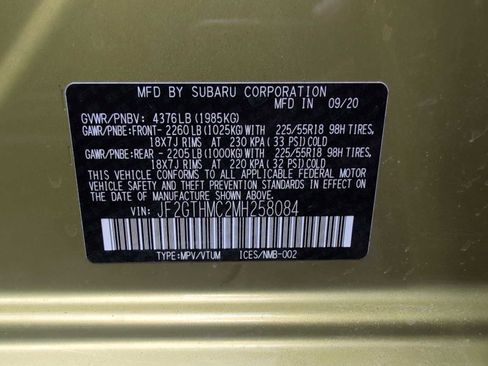 MFD BY SUBARU CORPORATION
MFD IN 09/20
GVWR/PNBV: 4376LB (1985KG)
GAWR/PNBE:FRONT- 2260LB(1025KG)WITH 225/55R18 98H TIRES,
18X7J RIMS AT 230 KPA (33 PSI)COLD
GAWR/PNBE:REAR - 2205LB(1000KG)WITH 225/55R18 98H TIRES,
18X7J RIMS AT 220 KPA (32 PSI)COLD
THIS VEHICLE CONFORMS TO ALL APPLICABLE FEDERAL MOTOR
VEHICLE SAFETY, BUMPER, AND THEFT PREVENTION STANDARDS
IN EFFECT ON THE DATE OF MANUFACTURE SHOWN ABOVE.
VIN: JF2GTHMC2MH258084
TYPE:MPV/VTUM ICES/NMB-002